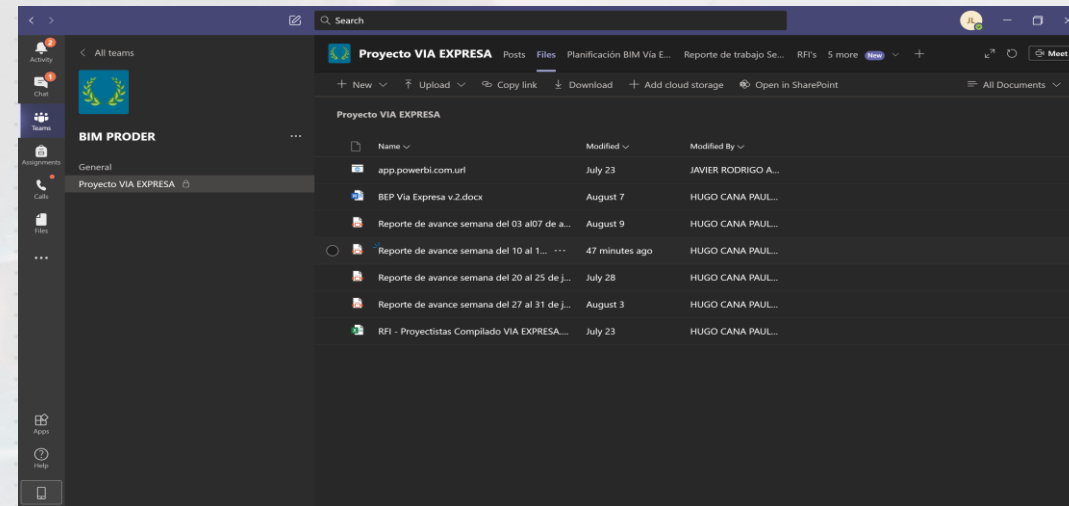 Search
JL
Activity
2
Chat
1
Teams
Assignments
Calls
Files
Apps
Help
All teams
BIM PRODER
General
Proyecto VIA EXPRESA
Proyecto VIA EXPRESA Posts Files Planificación BIM Vía E... Reporte de trabajo Se... RFI's 5 more New Meet
New Upload Copy link Download Add cloud storage Open in SharePoint All Documents
Proyecto VIA EXPRESA
Name Modified Modified By
app.powerbi.com.url July 23 JAVIER RODRIGO A...
BEP Vía Expresa v.2.docx August 7 HUGO CANA PAUL...
Reporte de avance semana del 03 al07 de a... August 9 HUGO CANA PAUL...
Reporte de avance semana del 10 al 1... 47 minutes ago HUGO CANA PAUL...
Reporte de avance semana del 20 al 25 de j... July 28 HUGO CANA PAUL...
Reporte de avance semana del 27 al 31 de j... August 3 HUGO CANA PAUL...
RFI - Proyectistas Compilado VIA EXPRESA.... July 23 HUGO CANA PAUL...